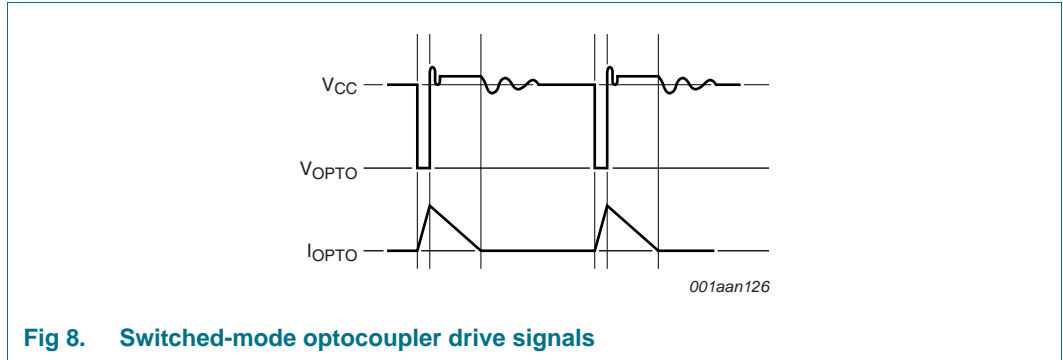 VCC
VOPTO
IOPTO
001aan126
Fig 8. Switched-mode optocoupler drive signals